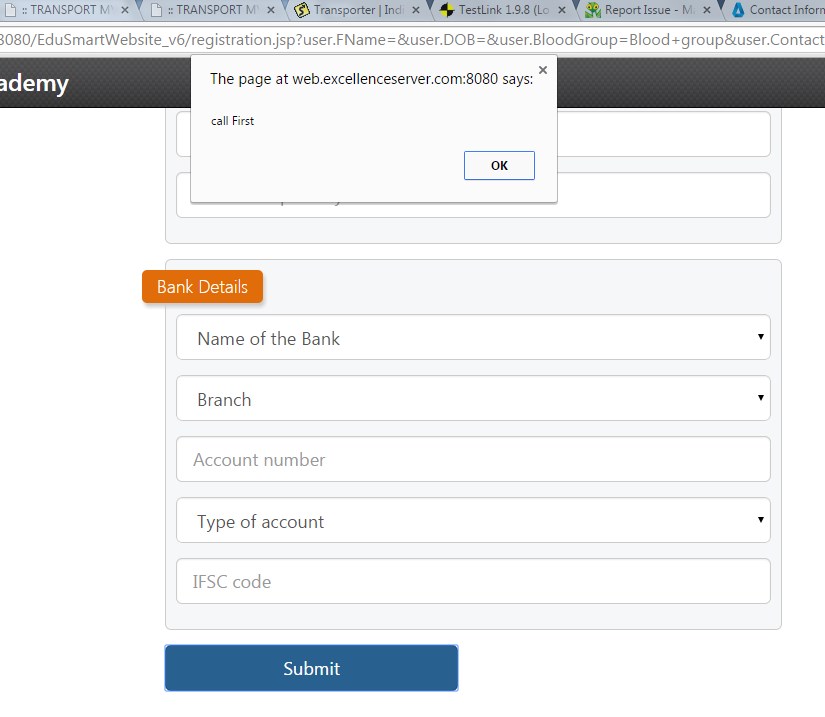 :: TRANSPORT M
:: TRANSPORT M
Transporter | Ind
TestLink 1.9.8 (Lo
Report Issue - M
Contact Inform
8080/EduSmartWebsite_v6/registration.jsp?user.FName=&user.DOB=&user.BloodGroup=Blood+group&user.Contact
ademy
The page at web.excellenceserver.com:8080 says:
call First
OK
Bank Details
Name of the Bank
Branch
Account number
Type of account
IFSC code
Submit